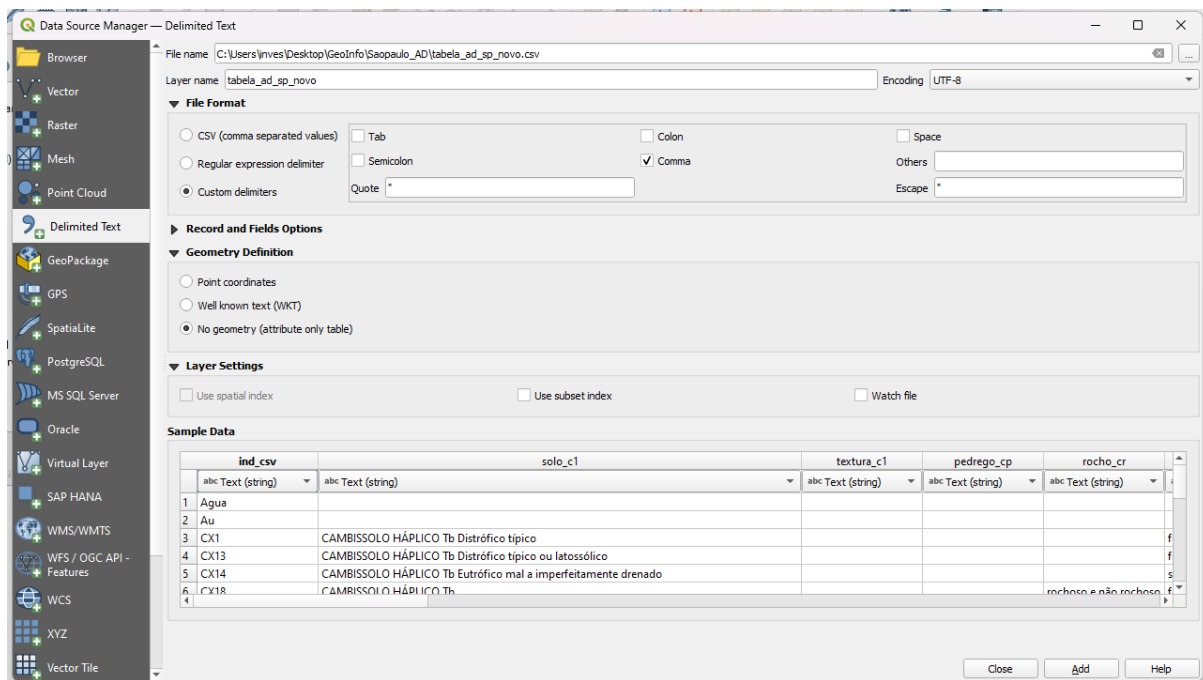 Data Source Manager — Delimited Text
Browser
Vector
Raster
Mesh
Point Cloud
Delimited Text
GeoPackage
GPS
SpatiaLite
PostgreSQL
MS SQL Server
Oracle
Virtual Layer
SAP HANA
WMS/WMTS
WFS / OGC API -
Features
WCS
XYZ
Vector Tile
File name C:\Users\inves\Desktop\GeoInfo\Saopaulo_AD\tabela_ad_sp_novo.csv ...
Layer name tabela_ad_sp_novo Encoding UTF-8
File Format
CSV (comma separated values) Tab Colon Space
Regular expression delimiter Semicolon Comma Others
Custom delimiters Quote " Escape "
Record and Fields Options
Geometry Definition
Point coordinates
Well known text (WKT)
No geometry (attribute only table)
Layer Settings
Use spatial index Use subset index Watch file
Sample Data
ind_csv solo_c1 textura_c1 pedrego_cp rocho_cr
abc Text (string) abc Text (string) abc Text (string) abc Text (string) abc Text (string)
1 Agua
2 Au
3 CX1 CAMBISSOLO HÁPLICO Tb Distrófico típico
4 CX13 CAMBISSOLO HÁPLICO Tb Distrófico típico ou latossólico
5 CX14 CAMBISSOLO HÁPLICO Tb Eutrófico mal a imperfeitamente drenado
6 CX18 CAMBISSOLO HÁPLICO Tb rochoso e não rochoso
Close Add Help